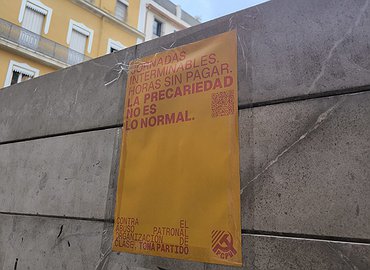 JORNADAS
INTERMINABLES.
HORAS SIN PAGAR.
LA PRECARIEDAD
NO ES
LO NORMAL.
CONTRA EL
ABUSO PATRONAL
ORGANIZACIÓN DE
CLASE. TOMA PARTIDO